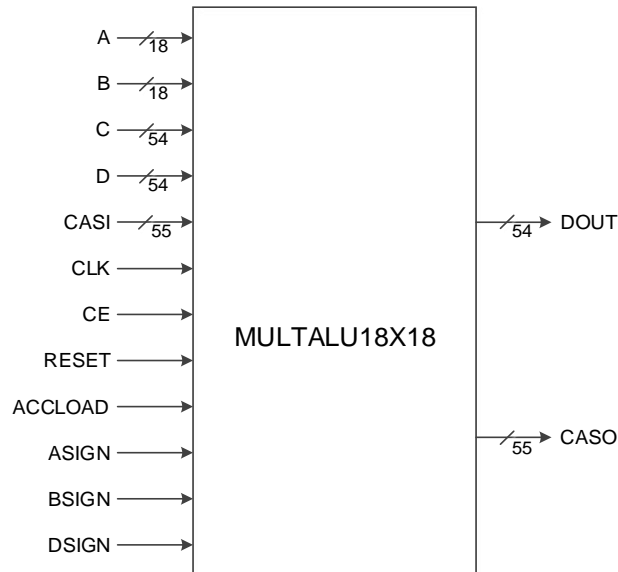 A
18
B
18
C
54
D
54
CASI
55
CLK
CE
RESET
ACCLOAD
ASIGN
BSIGN
DSIGN
MULTALU18X18
54
DOUT
55
CASO